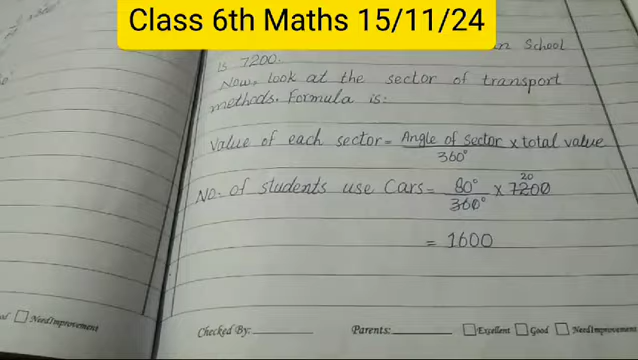 Class 6th Maths 15/11/24
in School
is 7200.
Now, look at the sector of transport
methods. Formula is:
Value of each sector = Angle of Sector x total value
360°
No. of students use Cars = 80° x 7200
20
360°
= 1600
NeedImprovement
Checked By: Parents: Excellent Good NeedImprovement